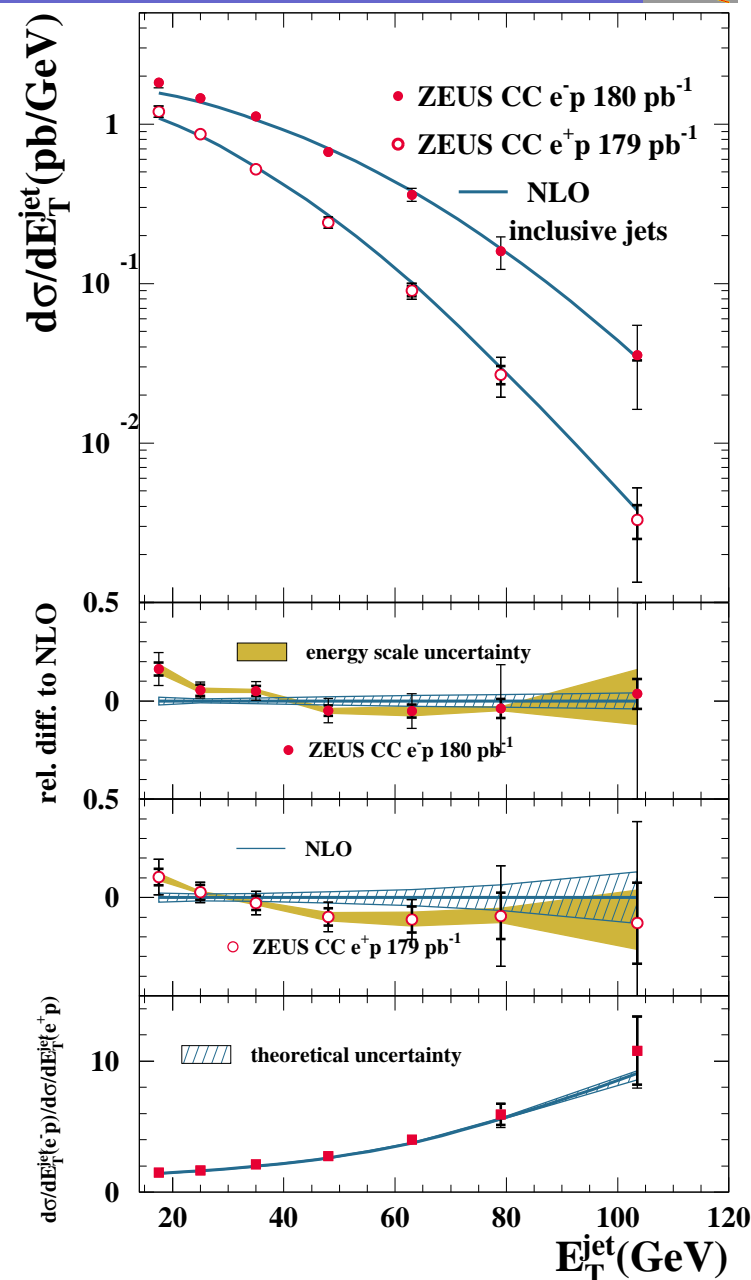 dσ/dE_T^jet(pb/GeV)
1
10^-1
10^-2
ZEUS CC e^-p 180 pb^-1
ZEUS CC e^+p 179 pb^-1
NLO
inclusive jets
rel. diff. to NLO
0.5
0
energy scale uncertainty
ZEUS CC e^-p 180 pb^-1
0.5
0
NLO
ZEUS CC e^+p 179 pb^-1
dσ/dE_T^jet(e^-p)/dσ/dE_T^jet(e^+p)
10
0
theoretical uncertainty
20 40 60 80 100 120
E_T^jet(GeV)